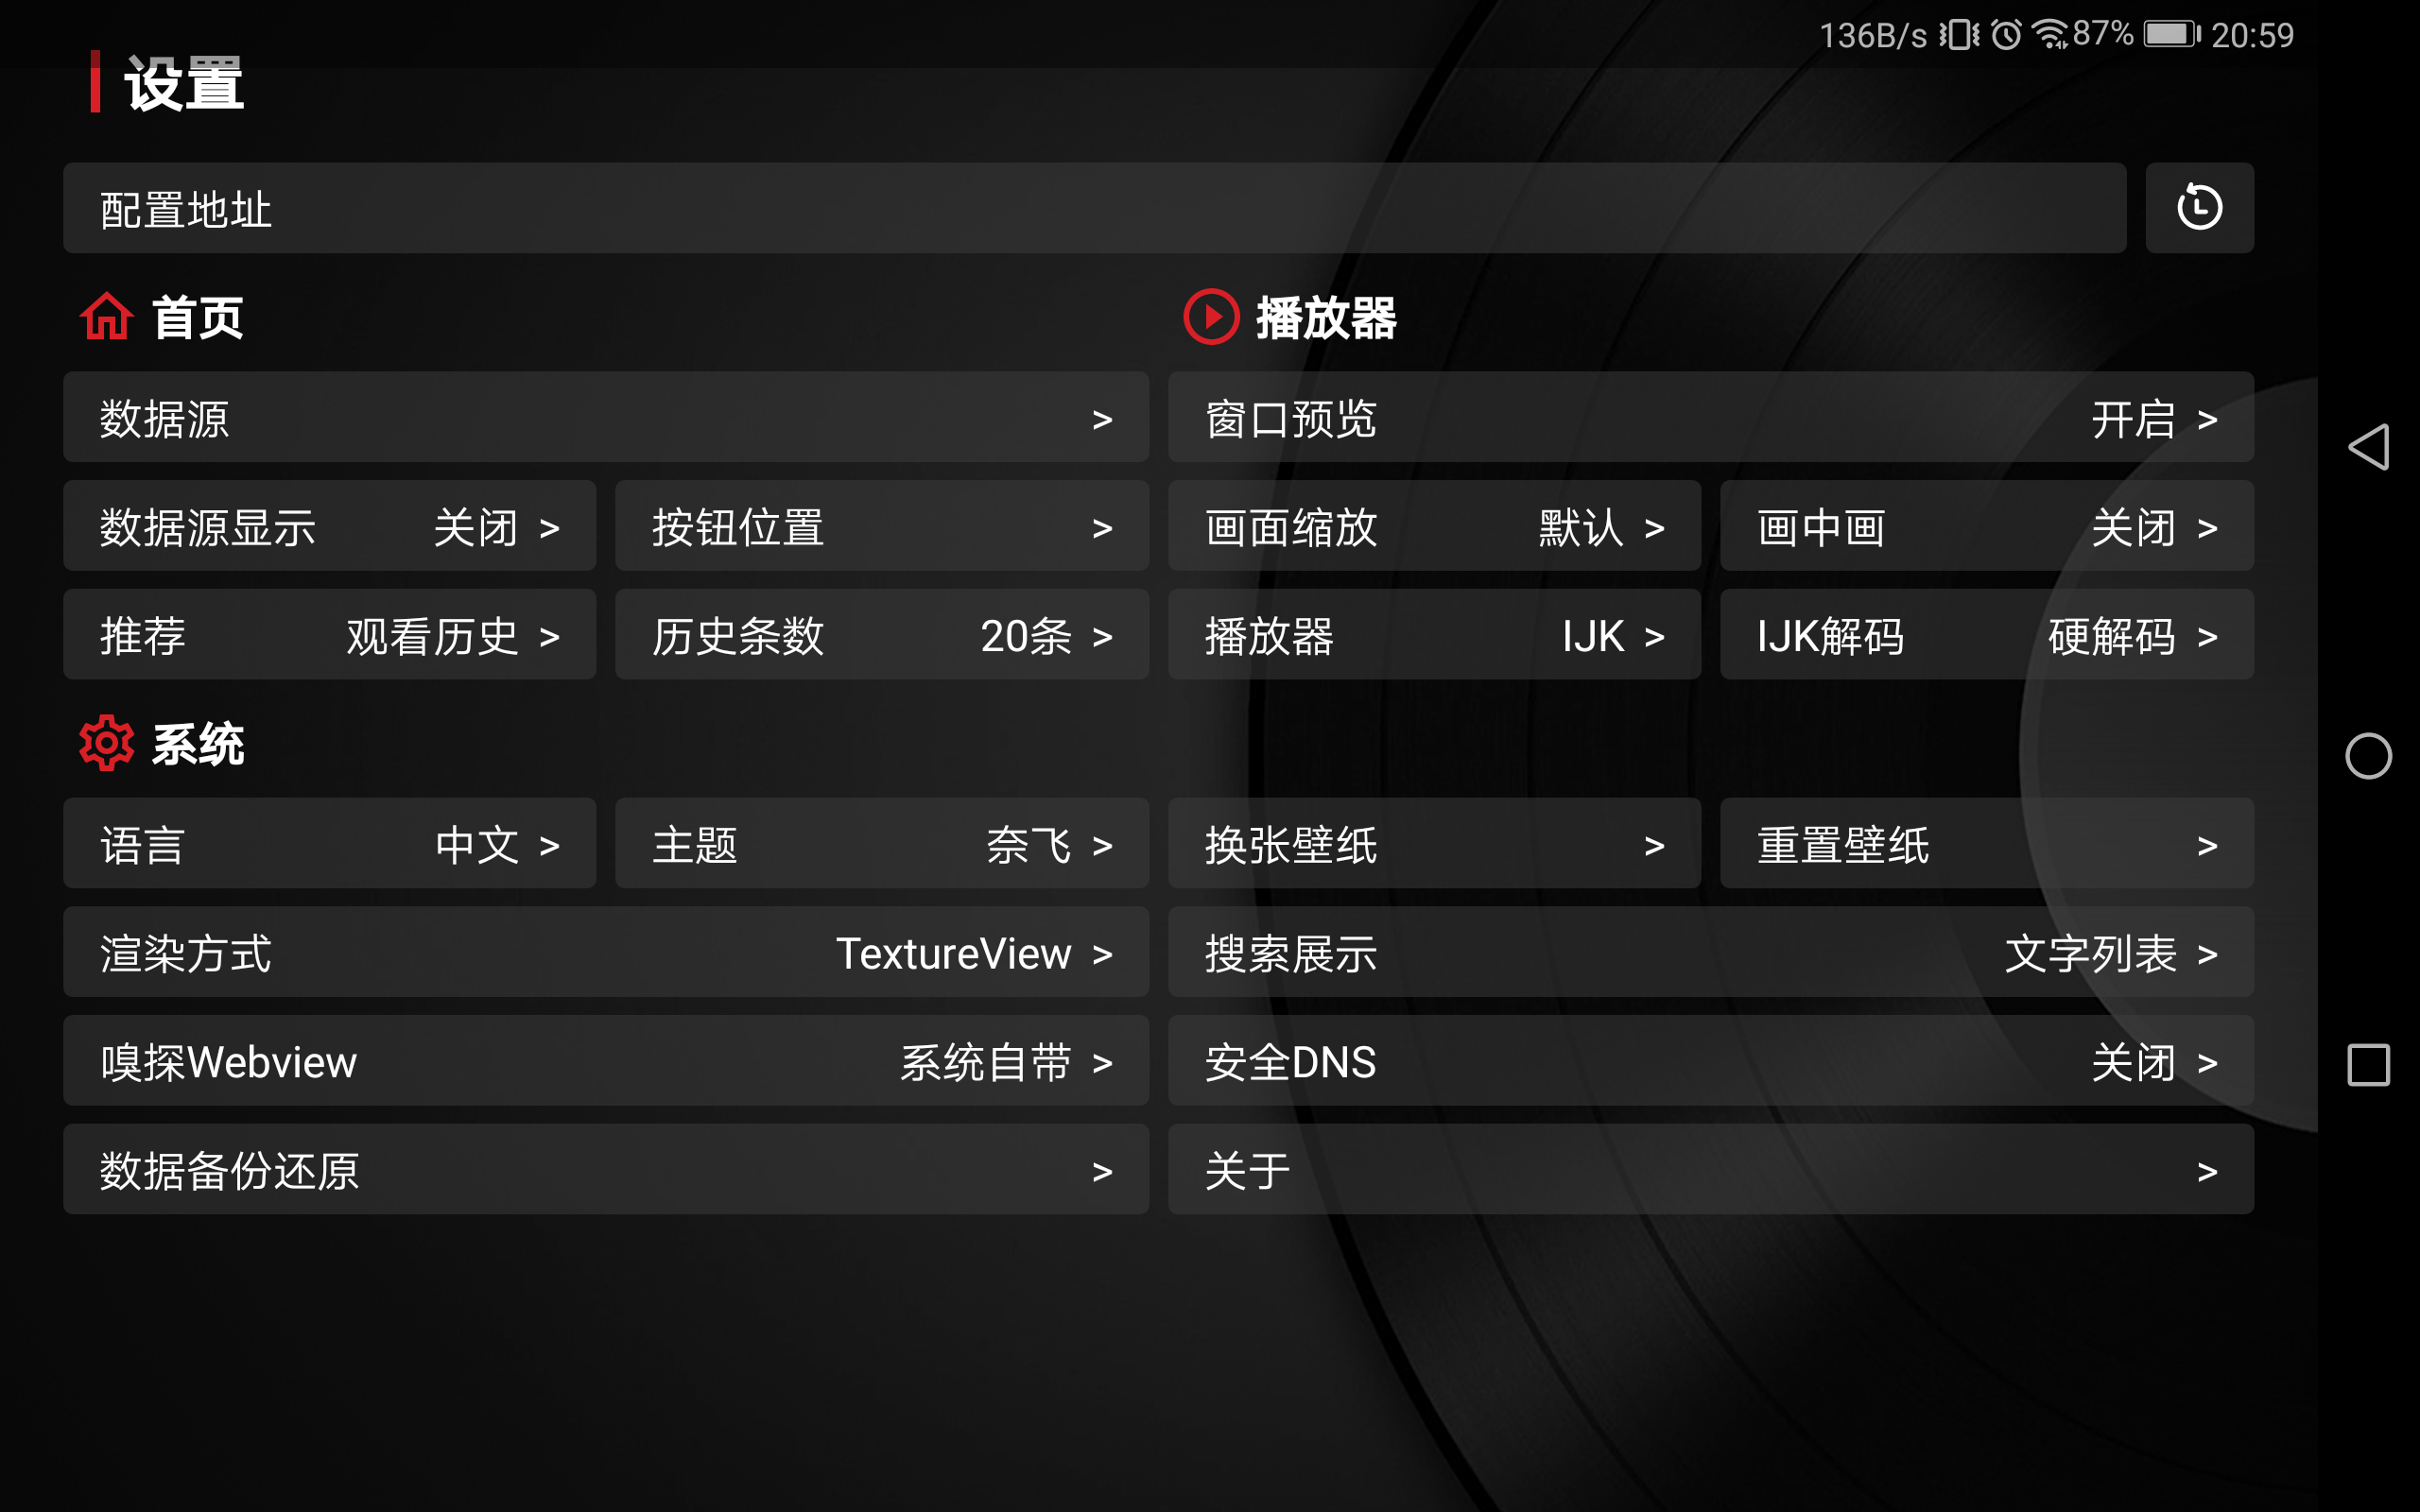 136B/s 87% 20:59
设置
配置地址
首页
数据源 >
数据源显示 关闭 > 按钮位置 >
推荐 观看历史 > 历史条数 20条 >
播放器
窗口预览 开启 >
画面缩放 默认 > 画中画 关闭 >
播放器 IJK > IJK解码 硬解码 >
系统
语言 中文 > 主题 奈飞 > 换张壁纸 > 重置壁纸 >
渲染方式 TextureView > 搜索展示 文字列表 >
嗅探Webview 系统自带 > 安全DNS 关闭 >
数据备份还原 > 关于 >